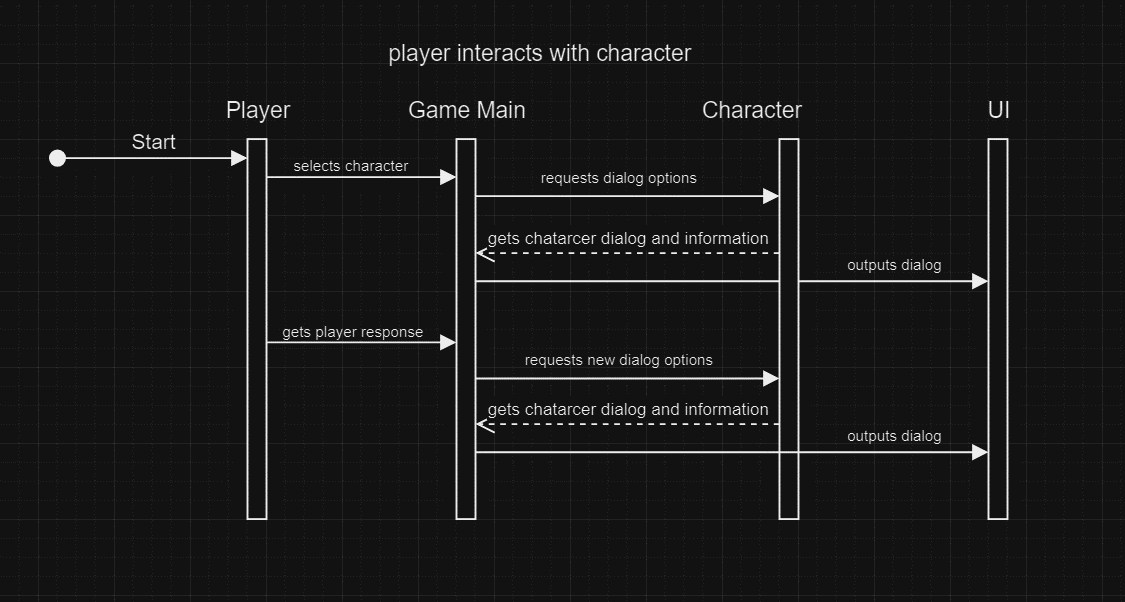 player interacts with character
Player
Game Main
Character
UI
Start
selects character
requests dialog options
gets chatarcer dialog and information
outputs dialog
gets player response
requests new dialog options
gets chatarcer dialog and information
outputs dialog